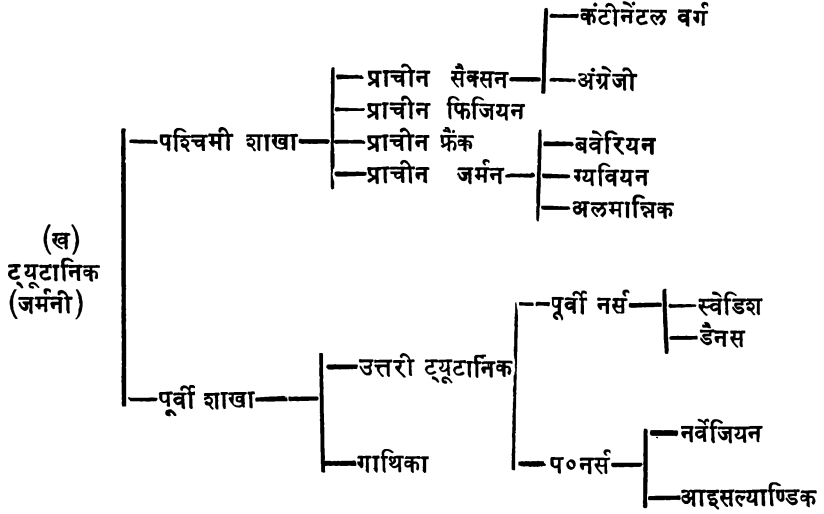 कंटीनेंटल वर्ग
प्राचीन सैक्सन
अंग्रेजी
प्राचीन फिजियन
पश्चिमी शाखा
प्राचीन फ्रैंक
बवेरियन
प्राचीन जर्मन
ग्यवियन
अलमान्निक
(ख)
ट्यूटानिक
(जर्मनी)
पूर्वी नर्स
स्वेडिश
डैनस
उत्तरी ट्यूटार्निक
पूर्वी शाखा
नर्वेजियन
गाथिका
प०नर्स
आइसल्याण्डिक